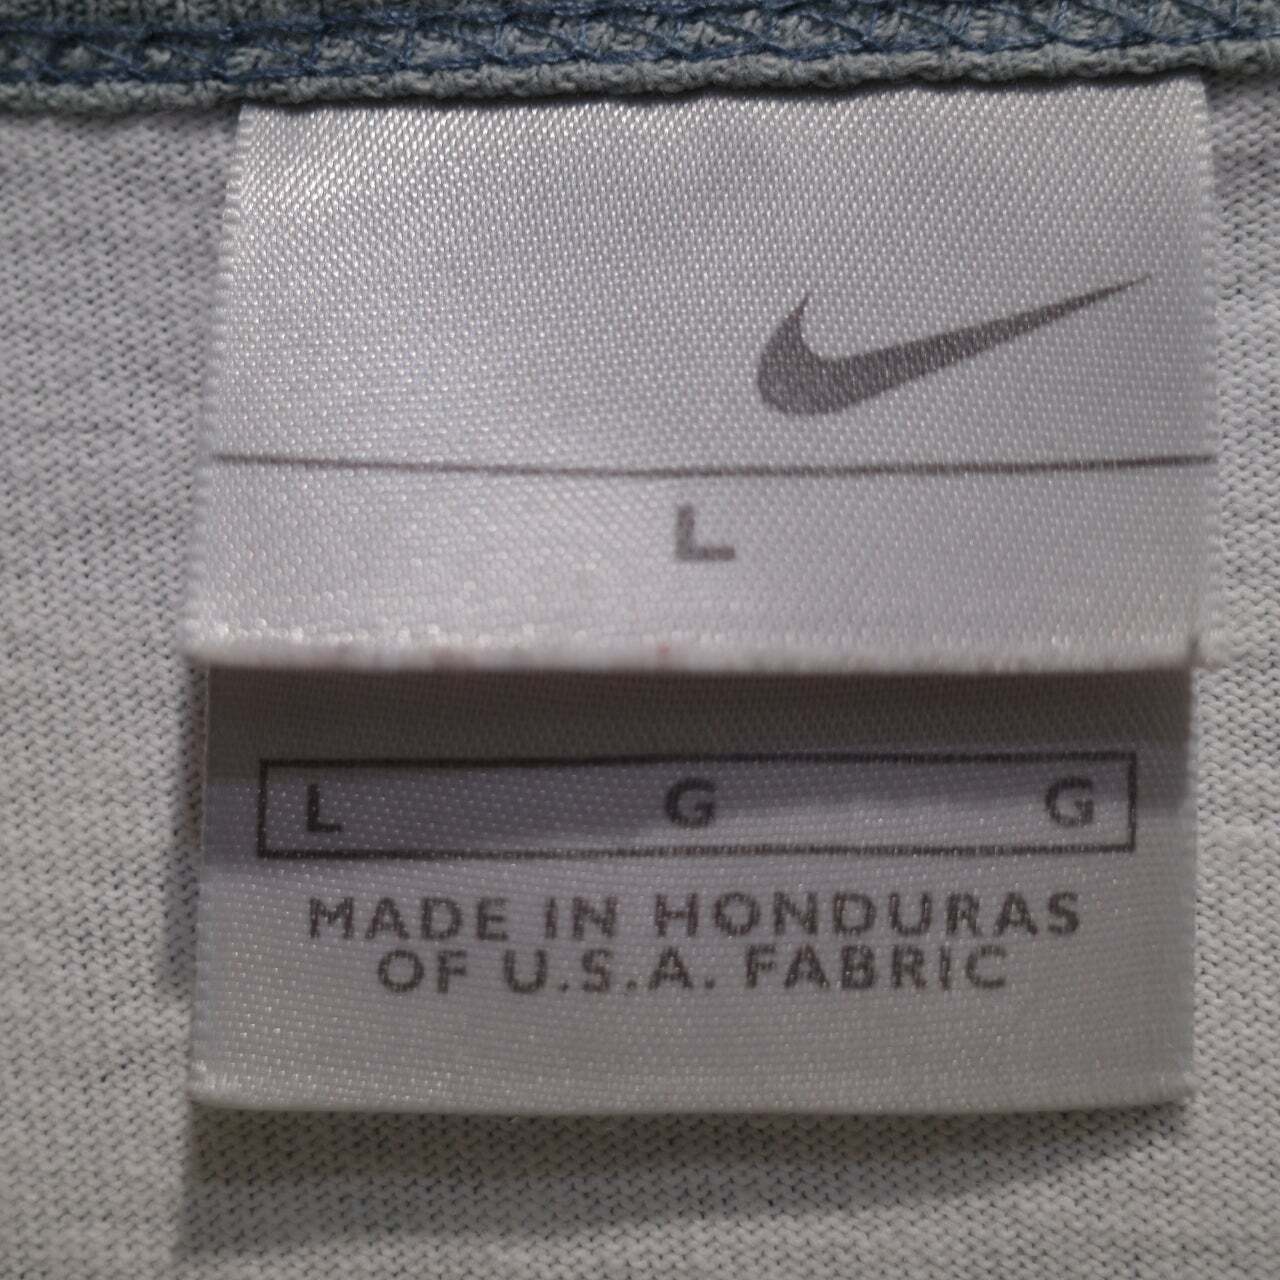 L
L G G
MADE IN HONDURAS
OF U.S.A. FABRIC